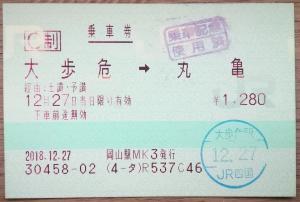 C制 乗車券
乗車記念
使用済
大歩危 → 丸亀
経由:土讃・予讃
12月27日当日限り有効 ¥1,280
下車前途無効
大歩危駅
12.27
JR四国
2018.12.27 岡山駅MK3発行
30458-02 (4-タ)R537C46